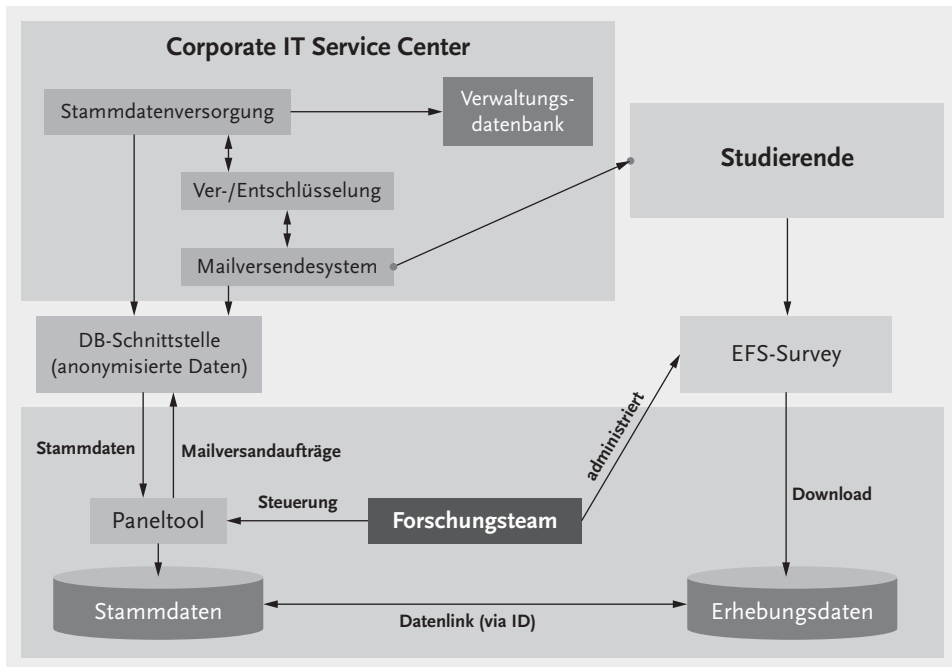 Corporate IT Service Center
Stammdatenversorgung
Verwaltungs-
datenbank
Studierende
Ver-/Entschlüsselung
Mailversendesystem
DB-Schnittstelle
(anonymisierte Daten)
EFS-Survey
administriert
Stammdaten
Mailversandaufträge
Steuerung
Download
Paneltool
Forschungsteam
Stammdaten
Datenlink (via ID)
Erhebungsdaten